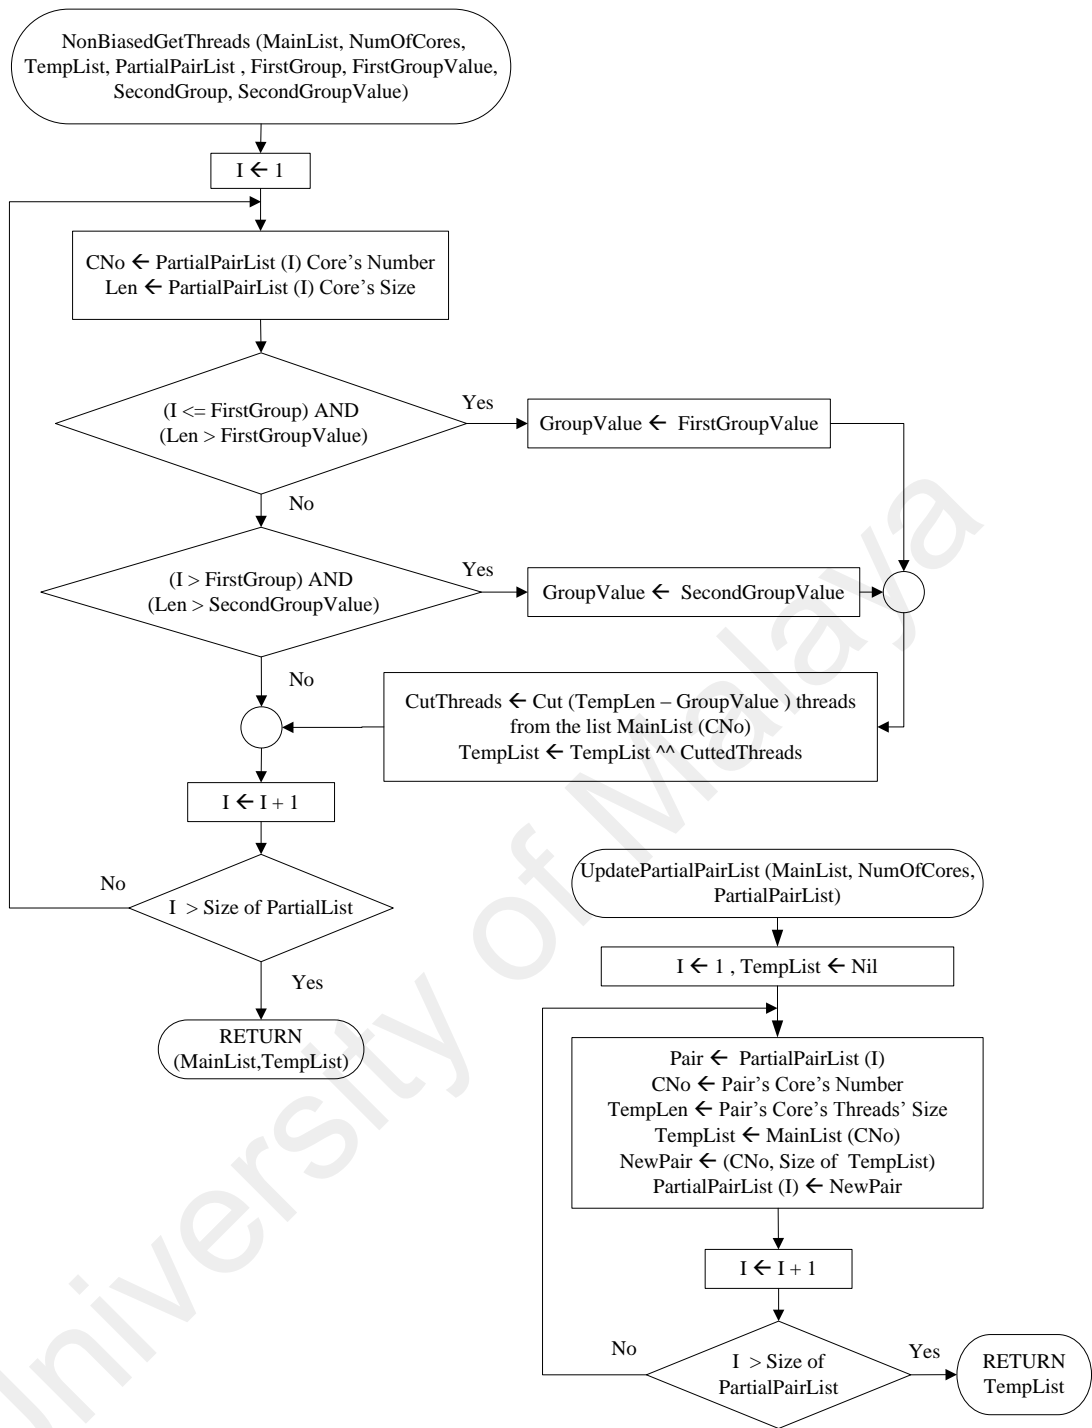 NonBiasedGetThreads (MainList, NumOfCores,
TempList, PartialPairList , FirstGroup, FirstGroupValue,
SecondGroup, SecondGroupValue)
I ← 1
CNo ← PartialPairList (I) Core's Number
Len ← PartialPairList (I) Core's Size
(I <= FirstGroup) AND
(Len > FirstGroupValue)
Yes
GroupValue ← FirstGroupValue
No
(I > FirstGroup) AND
(Len > SecondGroupValue)
Yes
GroupValue ← SecondGroupValue
No
CutThreads ← Cut (TempLen – GroupValue ) threads
from the list MainList (CNo)
TempList ← TempList ^^ CuttedThreads
I ← I + 1
No
I > Size of PartialList
Yes
RETURN
(MainList,TempList)
UpdatePartialPairList (MainList, NumOfCores,
PartialPairList)
I ← 1 , TempList ← Nil
Pair ← PartialPairList (I)
CNo ← Pair's Core's Number
TempLen ← Pair's Core's Threads' Size
TempList ← MainList (CNo)
NewPair ← (CNo, Size of TempList)
PartialPairList (I) ← NewPair
I ← I + 1
No
I > Size of
PartialPairList
Yes
RETURN
TempList
University of Malaya